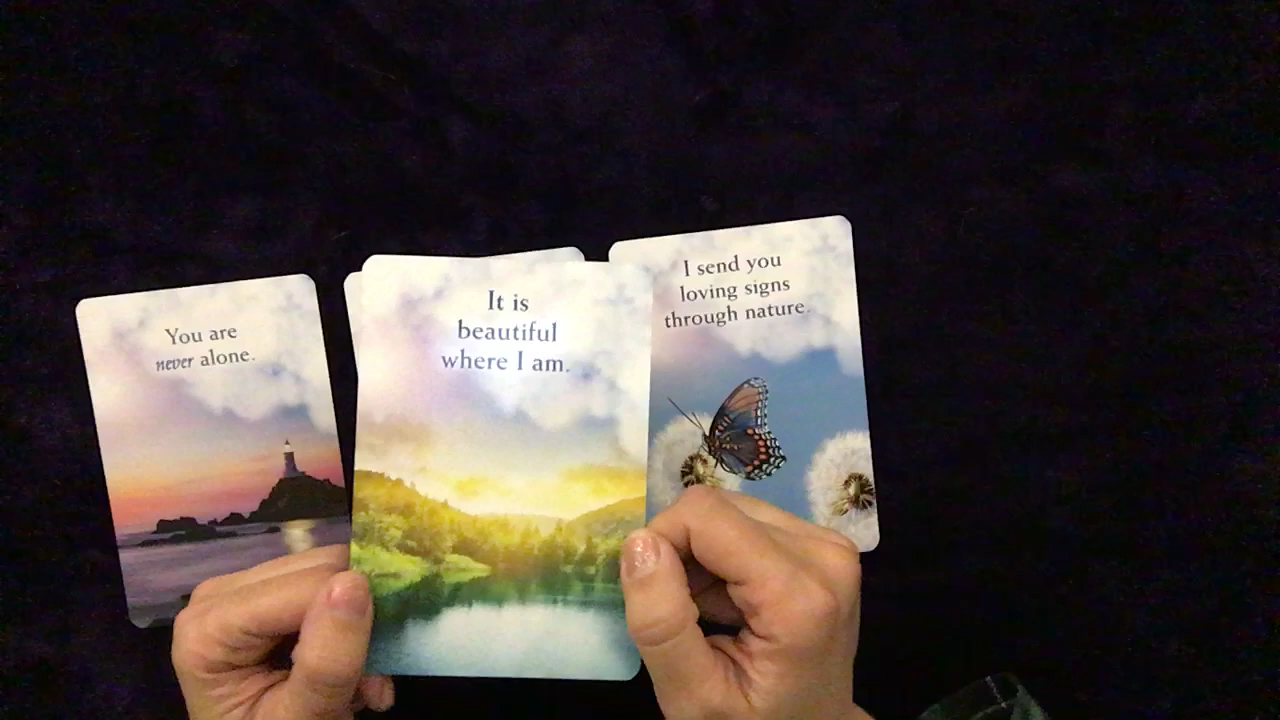 You are
never alone.
It is
beautiful
where I am.
I send you
loving signs
through nature.